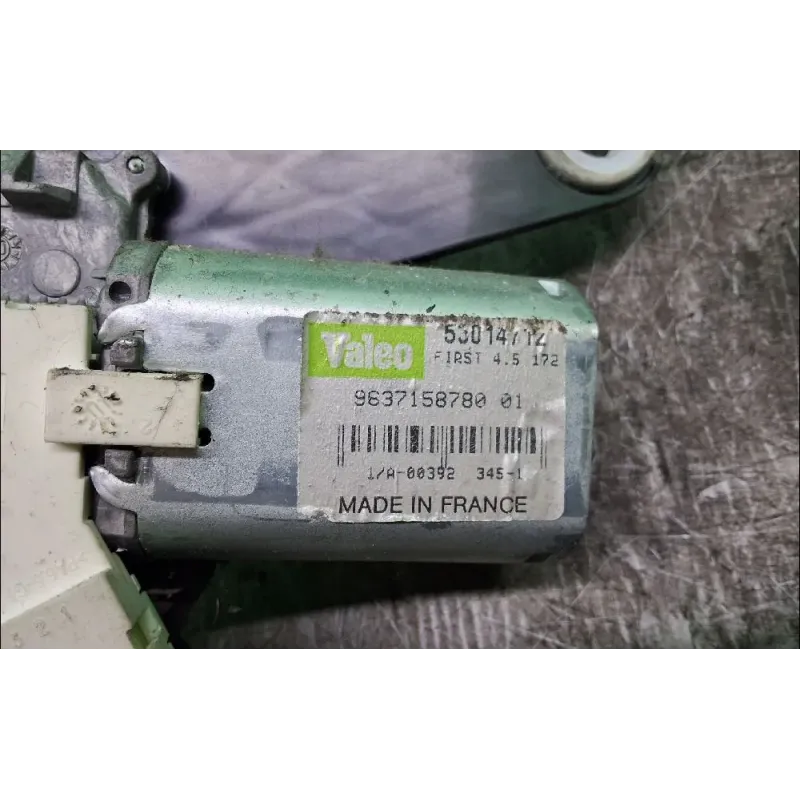 Valeo
53014712
FIRST 4.5 172
9637158780 01
1/A-00392 345-1
MADE IN FRANCE